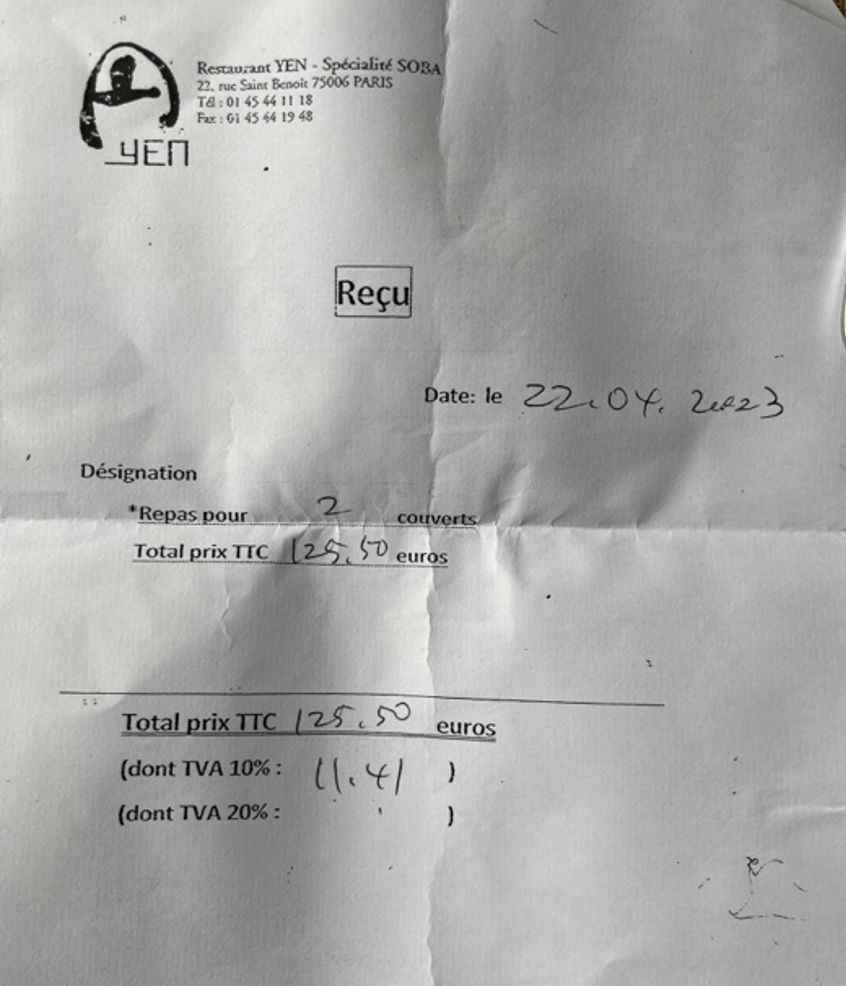 Restaurant YEN - Spécialité SOBA
22, rue Saint Benoît 75006 PARIS
Tél : 01 45 44 11 18
Fax : 01 45 44 19 48
YEN
Reçu
Date: le 22.04.2023
Désignation
*Repas pour 2 couverts
Total prix TTC 125.50 euros
Total prix TTC 125.50 euros
(dont TVA 10% : 11.41 )
(dont TVA 20% : )